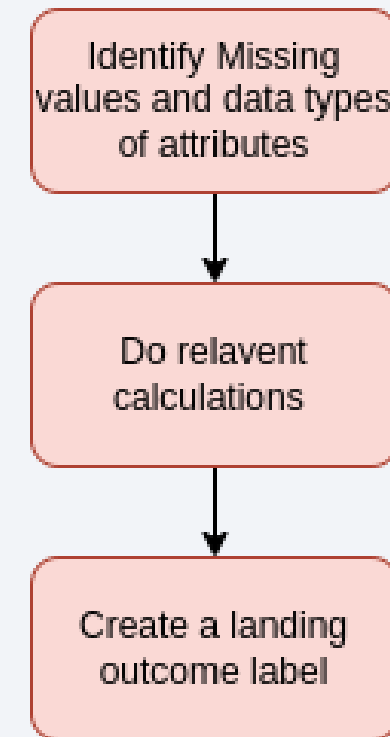 Identify Missing
values and data types
of attributes
Do relavent
calculations
Create a landing
outcome label